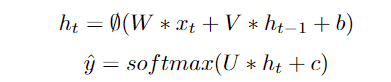 h_t = ∅(W * x_t + V * h_{t−1} + b)
ŷ = softmax(U * h_t + c)